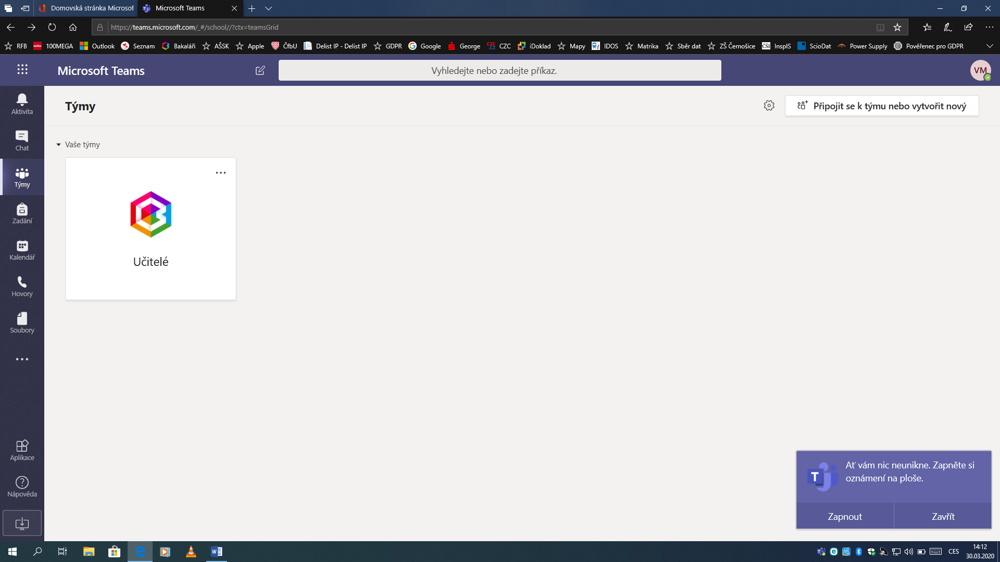 Domovská stránka Microsof
Microsoft Teams
https://teams.microsoft.com/_#/school//?ctx=teamsGrid
RFB
100MEGA
Outlook
Seznam
Bakaláři
AŠSK
Apple
ČfbU
Delist IP - Delist IP
GDPR
Google
George
CZC
iDoklad
Mapy
IDOS
Matrika
Sběr dat
ZŠ Černošice
InspIS
ScioDat
Power Supply
Pověřenec pro GDPR
Microsoft Teams
Vyhledejte nebo zadejte příkaz.
VM
Aktivita
Chat
Týmy
Zadání
Kalendář
Hovory
Soubory
Aplikace
Nápověda
Týmy
Připojit se k týmu nebo vytvořit nový
Vaše týmy
Učitelé
Ať vám nic neunikne. Zapněte si
oznámení na ploše.
Zapnout
Zavřít
CES
14:12
30.03.2020